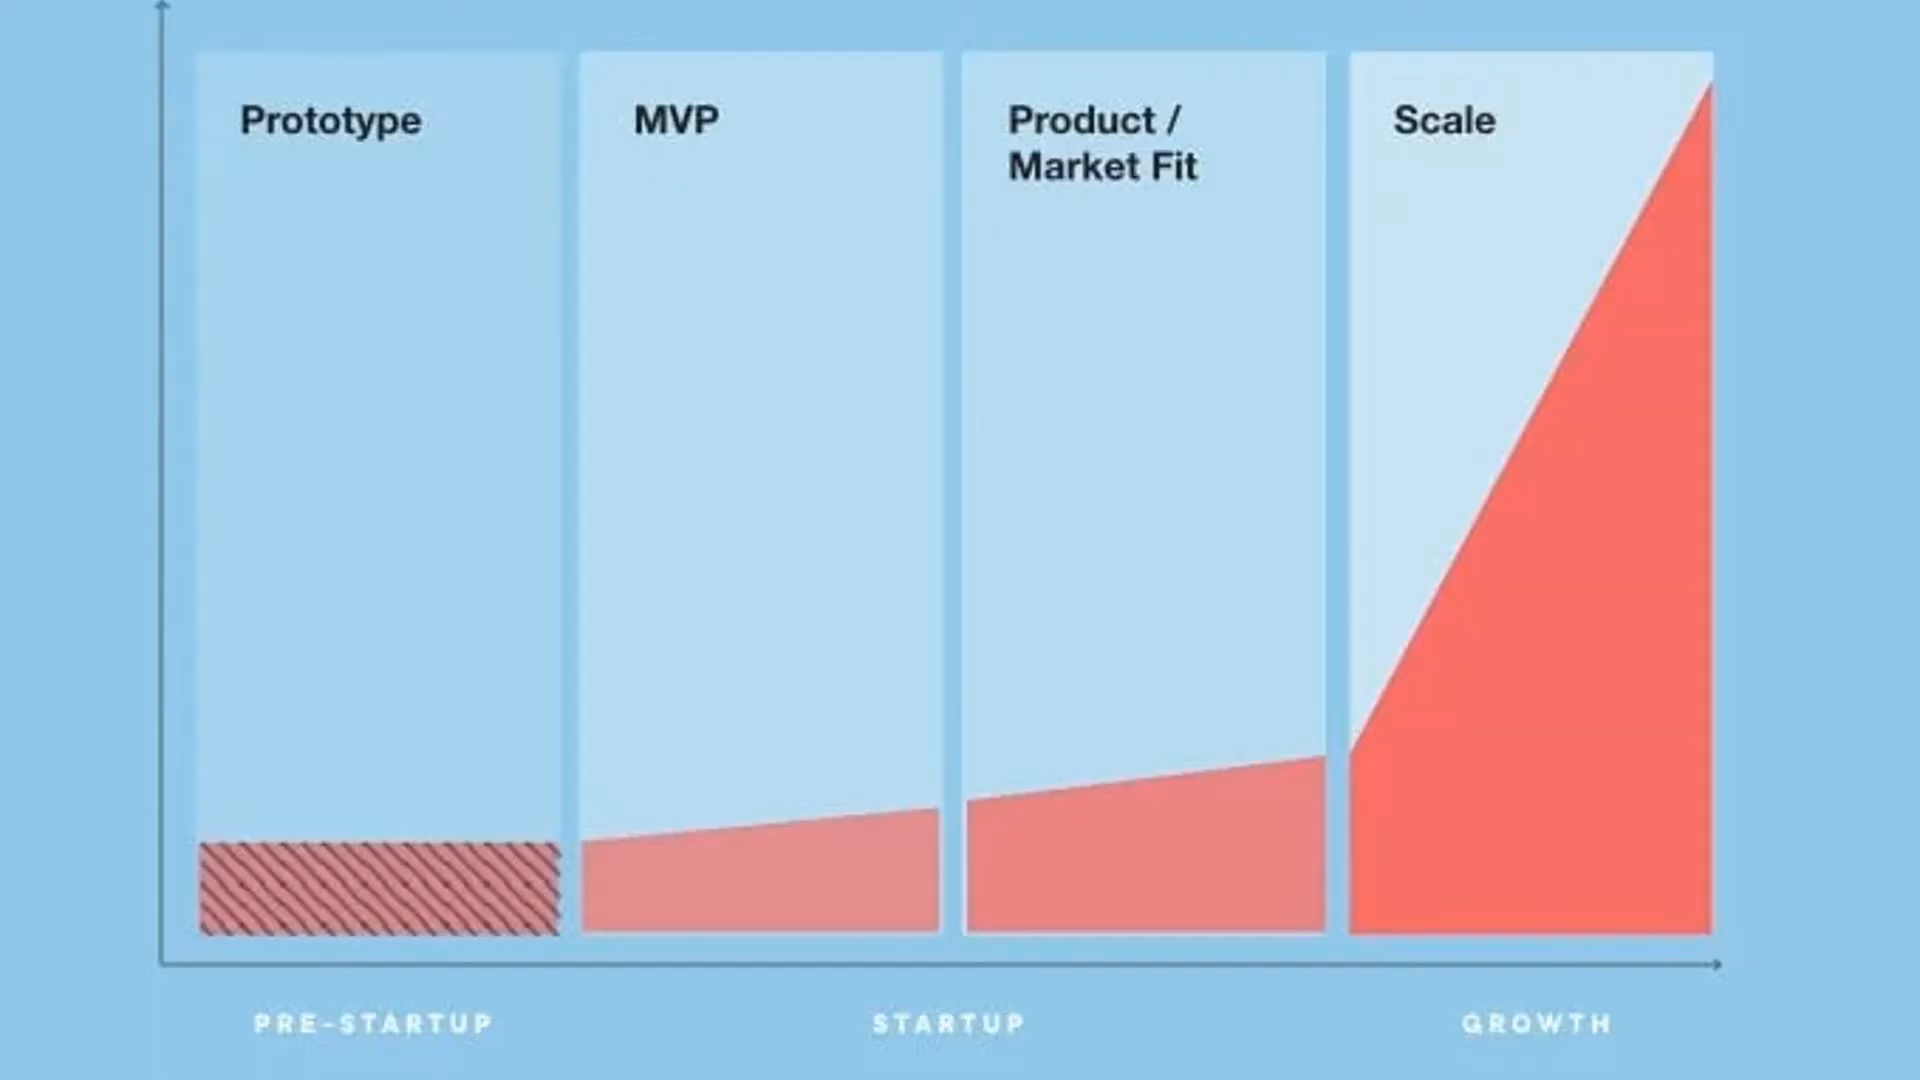 Prototype
MVP
Product /
Market Fit
Scale
PRE-STARTUP
STARTUP
GROWTH